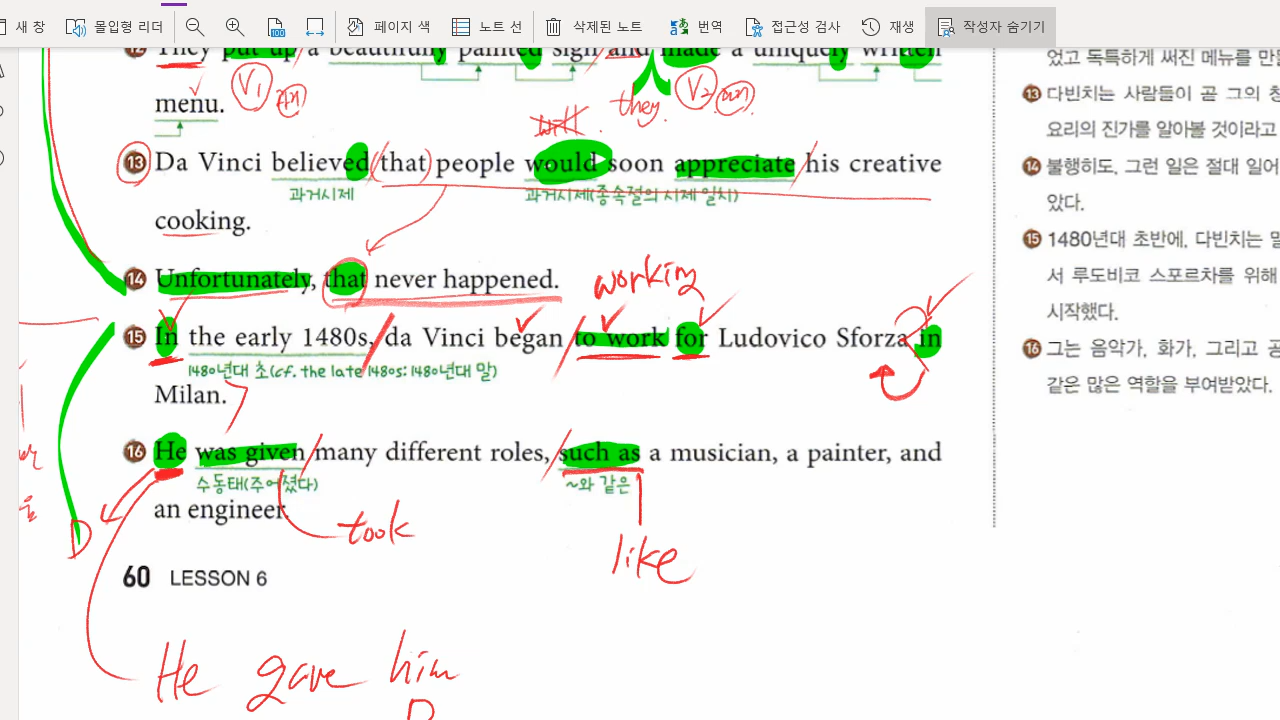 새 창 몰입형 리더 페이지 색 노트 선 삭제된 노트 번역 접근성 검사 재생 작성자 숨기기
12 They put up a beautifully painted sign and made a uniquely written
V1 they V2
menu.
will
13 Da Vinci believed that people would soon appreciate his creative
과거시제 과거시제(종속절의 시제 일치)
cooking.
14 Unfortunately, that never happened.
working
15 In the early 1480s, da Vinci began to work for Ludovico Sforza in
1480년대 초(cf. the late 1480s: 1480년대 말)
Milan.
16 He was given many different roles, such as a musician, a painter, and
수동태(주어졌다) ~와 같은
an engineer.
D took
like
60 LESSON 6
He gave him
D
었고 독특하게 써진 메뉴를 만들
13 다빈치는 사람들이 곧 그의 창
요리의 진가를 알아볼 것이라고
14 불행히도, 그런 일은 절대 일어
았다.
15 1480년대 초반에, 다빈치는 밀
서 루도비코 스포르차를 위해
시작했다.
16 그는 음악가, 화가, 그리고 공
같은 많은 역할을 부여받았다.